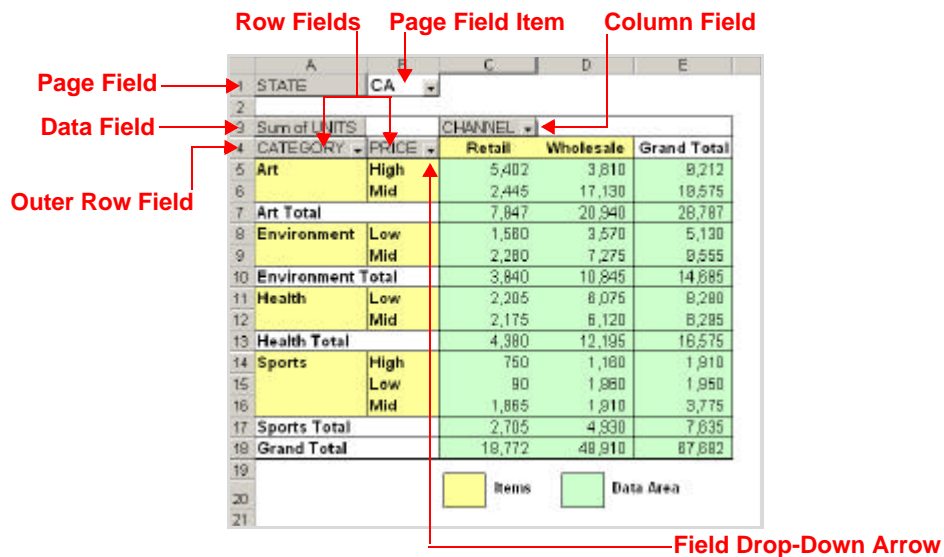 Row Fields Page Field Item Column Field
A B C D E
Page Field 1 STATE CA
2
Data Field 3 Sum of UNITS CHANNEL
4 CATEGORY PRICE Retail Wholesale Grand Total
5 Art High 5,402 3,810 9,212
Outer Row Field 6 Mid 2,445 17,130 19,575
7 Art Total 7,847 20,940 28,787
8 Environment Low 1,560 3,570 5,130
9 Mid 2,280 7,275 9,555
10 Environment Total 3,840 10,845 14,685
11 Health Low 2,205 6,075 8,280
12 Mid 2,175 6,120 8,295
13 Health Total 4,380 12,195 16,575
14 Sports High 750 1,160 1,910
15 Low 90 1,860 1,950
16 Mid 1,865 1,910 3,775
17 Sports Total 2,705 4,930 7,635
18 Grand Total 18,772 48,910 67,682
19
20 Items Data Area
21
Field Drop-Down Arrow